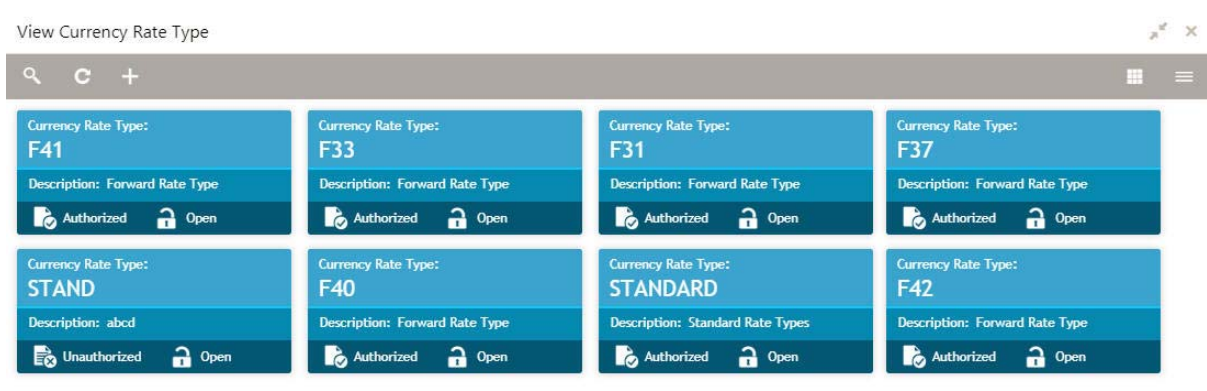 View Currency Rate Type
Currency Rate Type:
F41
Description: Forward Rate Type
Authorized Open
Currency Rate Type:
F33
Description: Forward Rate Type
Authorized Open
Currency Rate Type:
F31
Description: Forward Rate Type
Authorized Open
Currency Rate Type:
F37
Description: Forward Rate Type
Authorized Open
Currency Rate Type:
STAND
Description: abcd
Unauthorized Open
Currency Rate Type:
F40
Description: Forward Rate Type
Authorized Open
Currency Rate Type:
STANDARD
Description: Standard Rate Types
Authorized Open
Currency Rate Type:
F42
Description: Forward Rate Type
Authorized Open